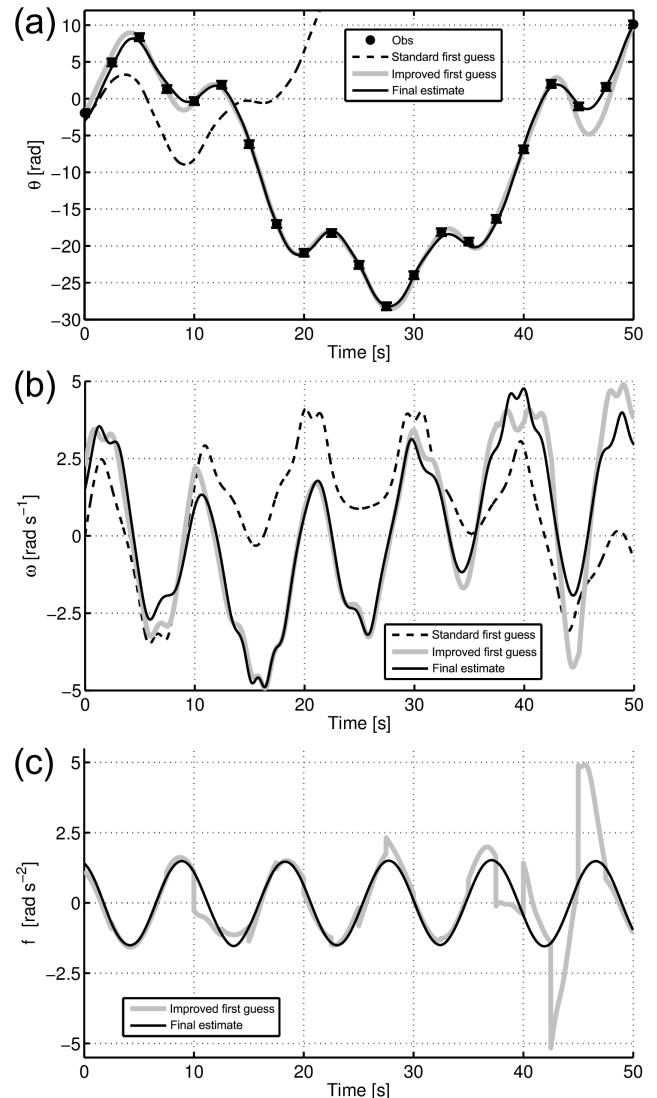 (a)
10
5
0
−5
−10
−15
−20
−25
−30
θ [rad]
Obs
Standard first guess
Improved first guess
Final estimate
0
10
20
30
40
50
Time [s]
(b)
5
2.5
0
−2.5
−5
ω [rad s⁻¹]
Standard first guess
Improved first guess
Final estimate
0
10
20
30
40
50
Time [s]
(c)
5
2.5
0
−2.5
−5
f [rad s⁻²]
Improved first guess
Final estimate
0
10
20
30
40
50
Time [s]